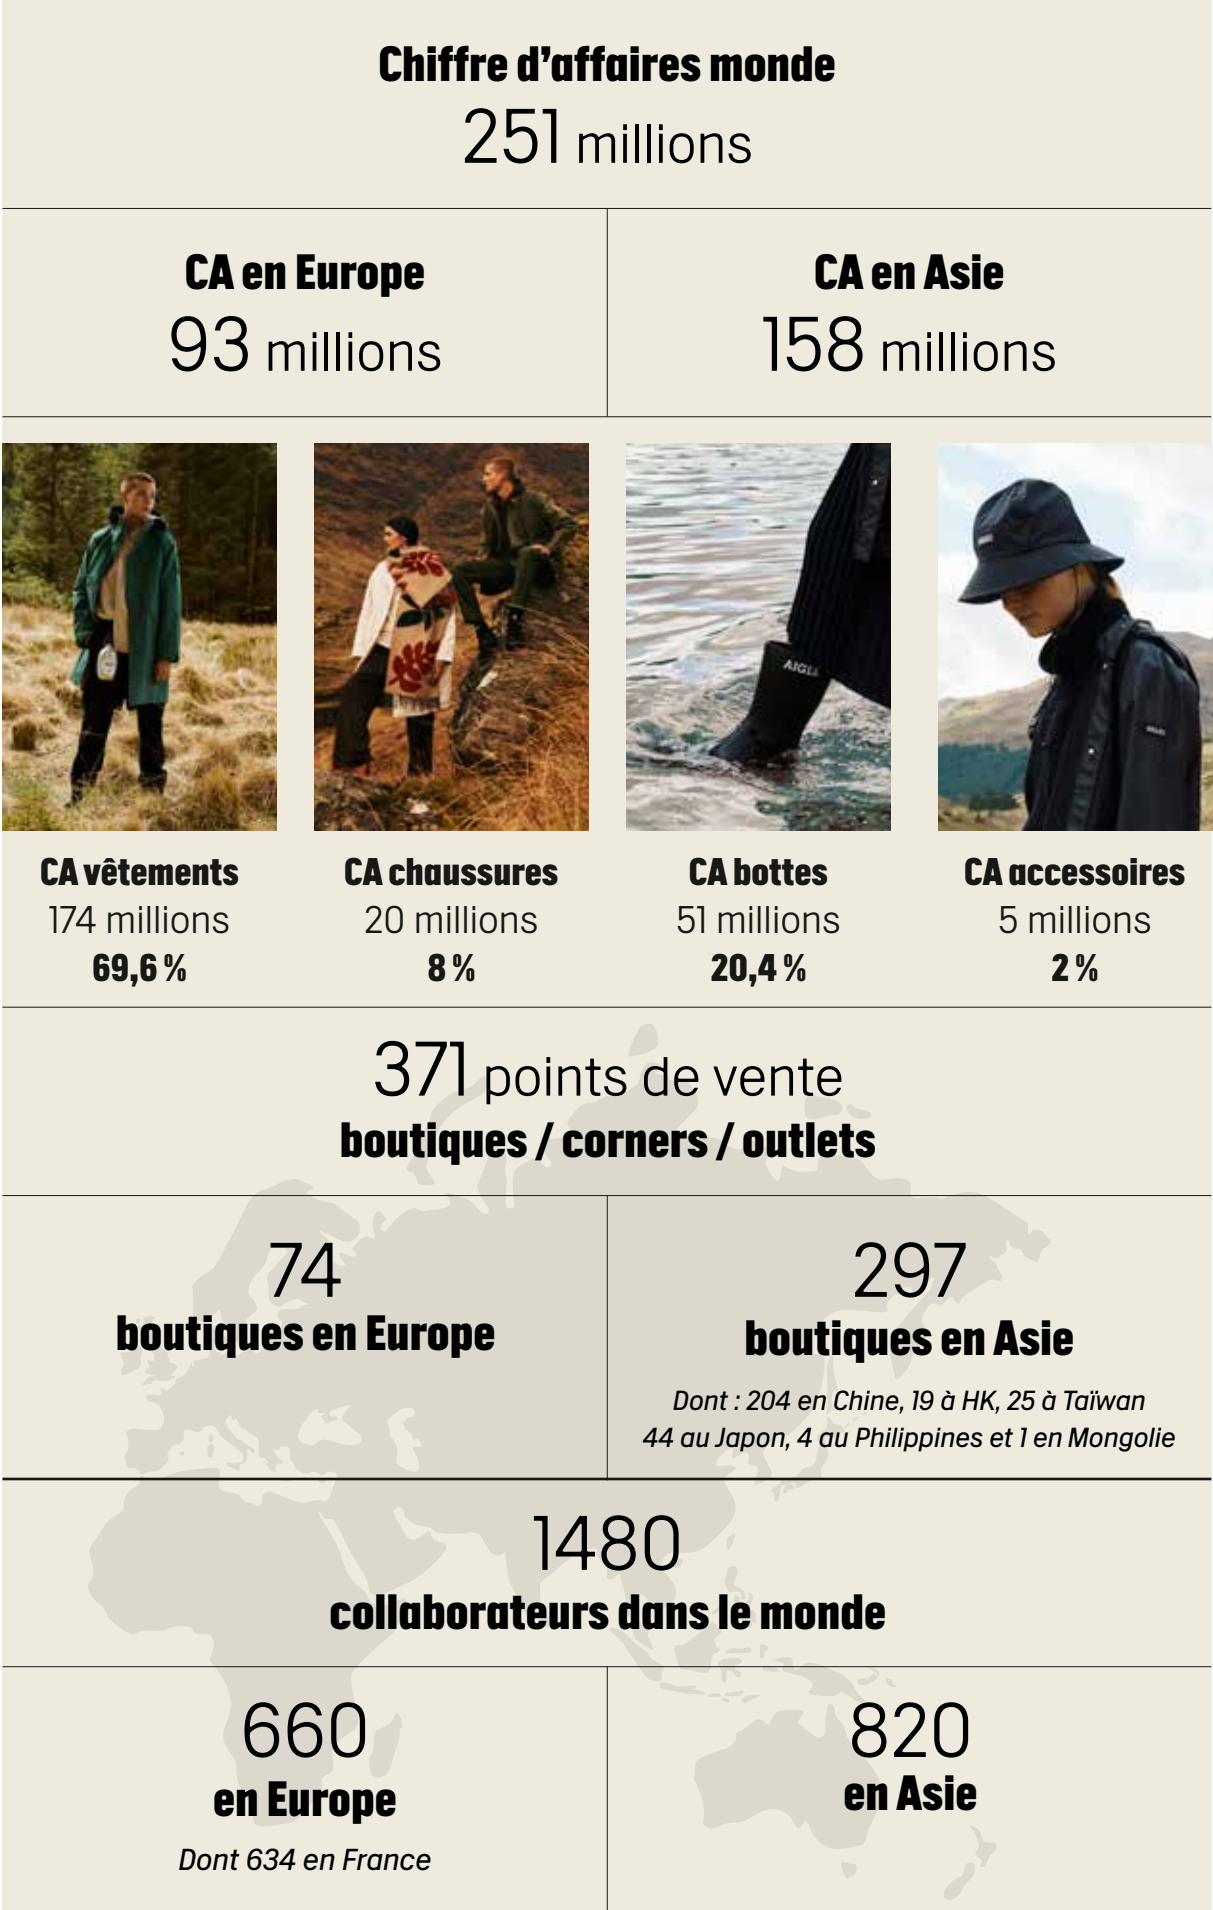 Chiffre d'affaires monde
251 millions
CA en Europe
93 millions
CA en Asie
158 millions
AIGLE
CA vêtements
174 millions
69,6 %
CA chaussures
20 millions
8 %
CA bottes
51 millions
20,4 %
CA accessoires
5 millions
2 %
371 points de vente
boutiques / corners / outlets
74
boutiques en Europe
297
boutiques en Asie
Dont : 204 en Chine, 19 à HK, 25 à Taïwan
44 au Japon, 4 au Philippines et 1 en Mongolie
1480
collaborateurs dans le monde
660
en Europe
Dont 634 en France
820
en Asie